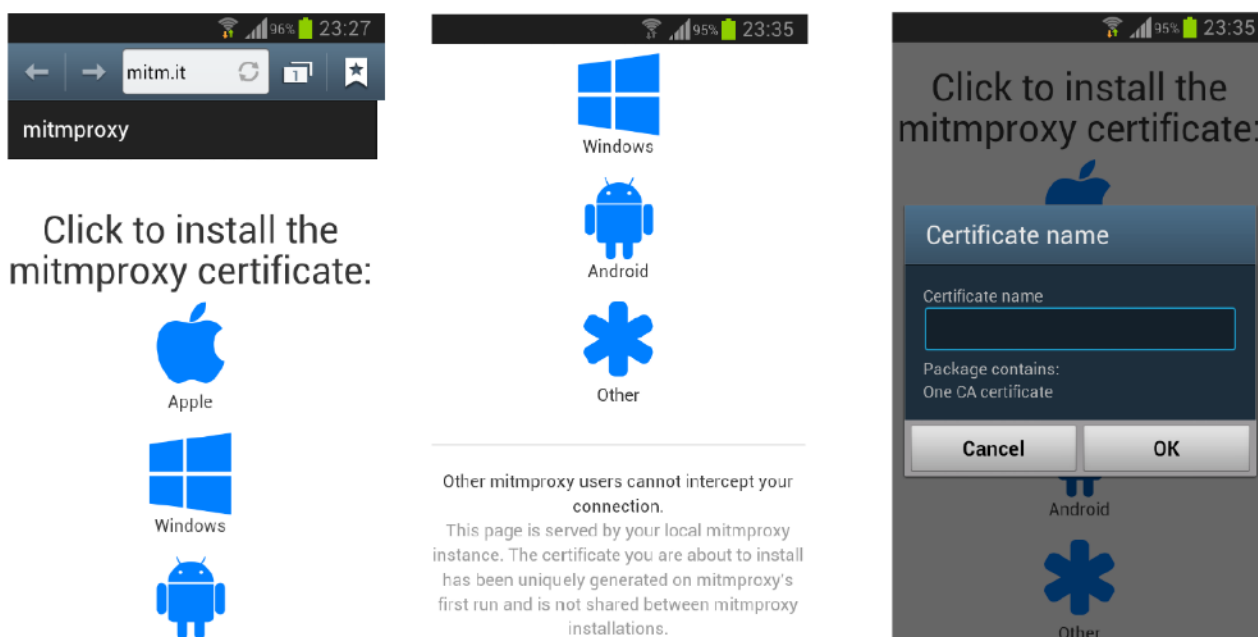 96% 23:27
mitm.it
1
mitmproxy
Click to install the
mitmproxy certificate:
Apple
Windows
95% 23:35
Windows
Android
Other
Other mitmproxy users cannot intercept your
connection.
This page is served by your local mitmproxy
instance. The certificate you are about to install
has been uniquely generated on mitmproxy's
first run and is not shared between mitmproxy
installations.
95% 23:35
Click to install the
mitmproxy certificate:
Certificate name
Certificate name
Package contains:
One CA certificate
Cancel OK
Android
Other